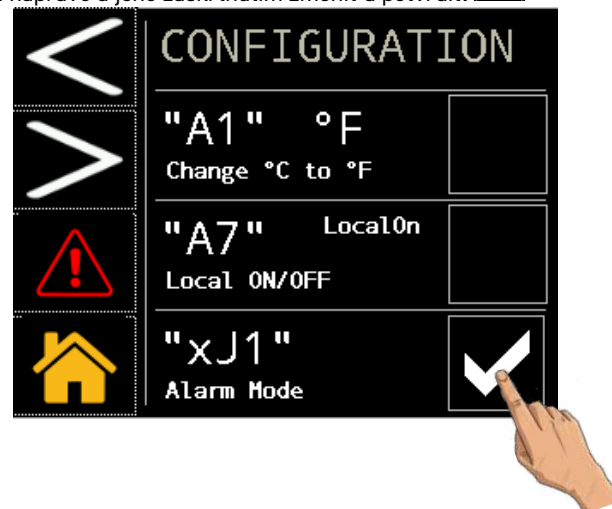 CONFIGURATION
"A1" °F
Change °C to °F
"A7" LocalOn
Local ON/OFF
"xJ1"
Alarm Mode